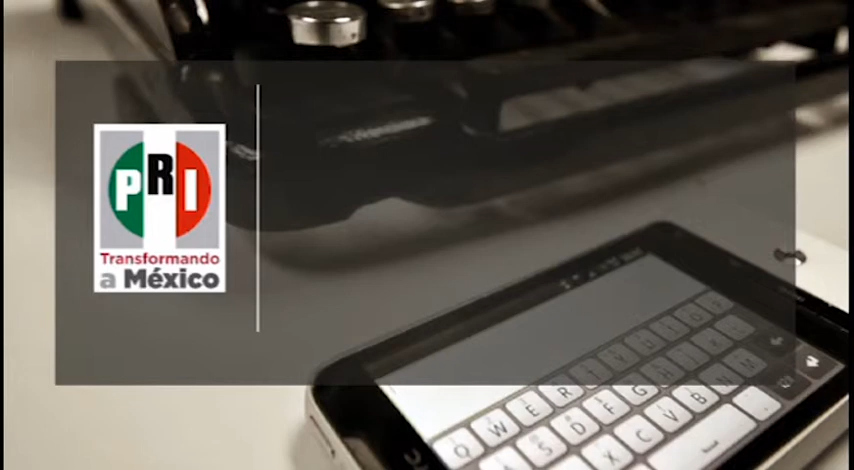 PRI
Transformando
a México
Q W E R T Y U I O P
A S D F G H J K L
Z X C V B N M